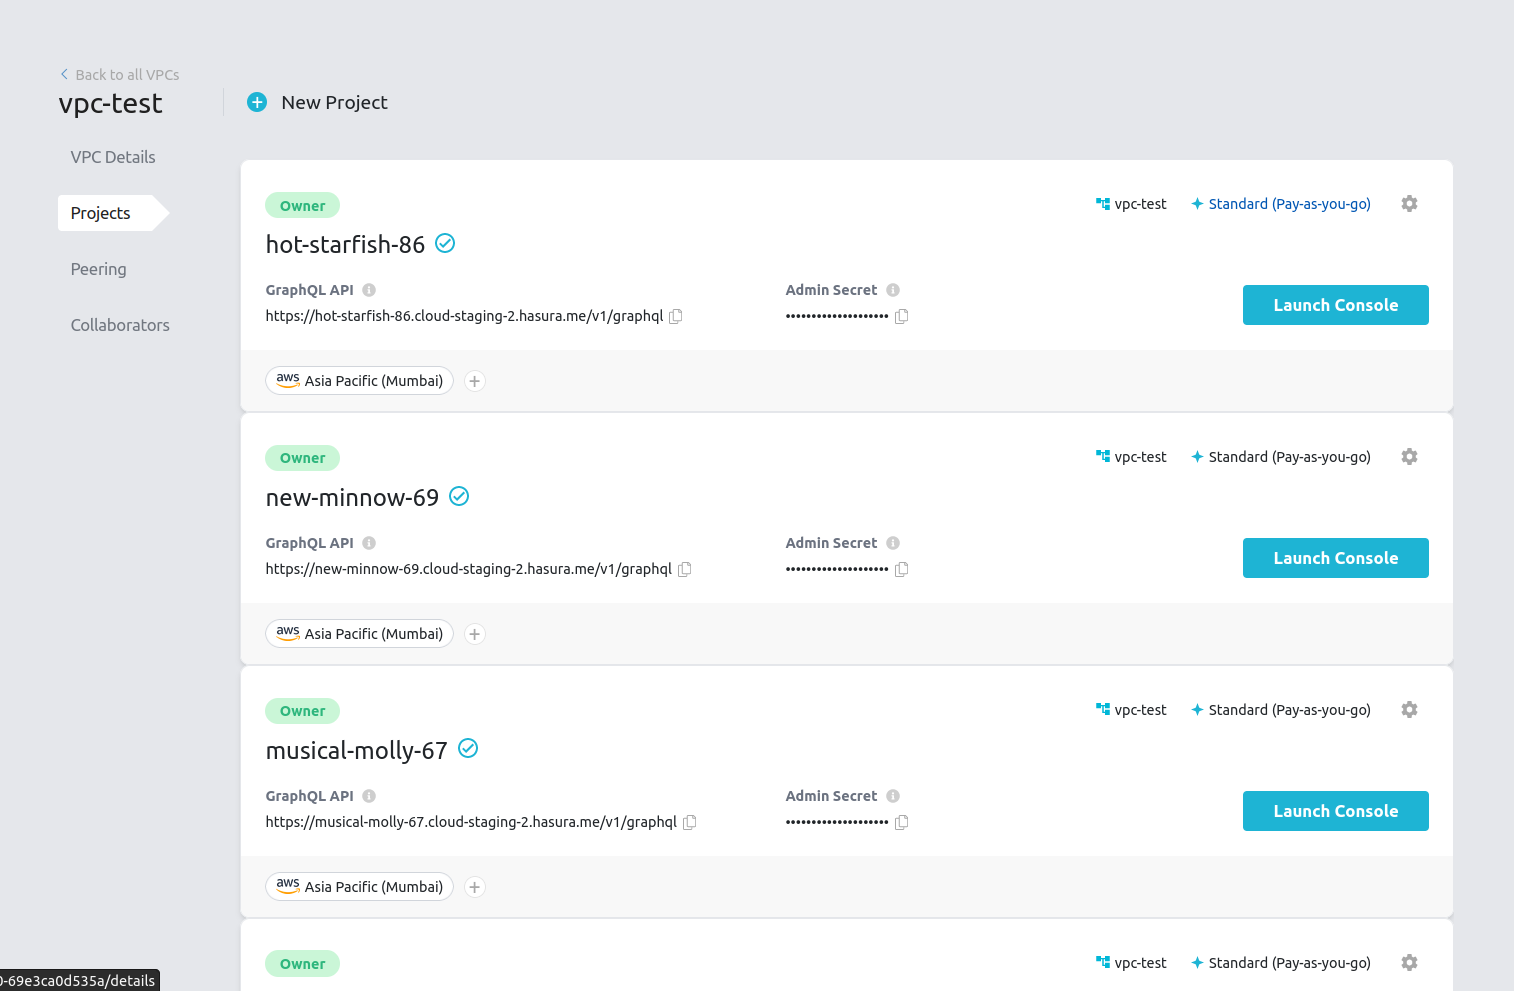 Back to all VPCs
vpc-test
New Project
VPC Details
Projects
Peering
Collaborators
Owner
vpc-test
Standard (Pay-as-you-go)
hot-starfish-86
GraphQL API
Admin Secret
https://hot-starfish-86.cloud-staging-2.hasura.me/v1/graphql
••••••••••••••••••••
Launch Console
aws Asia Pacific (Mumbai)
Owner
vpc-test
Standard (Pay-as-you-go)
new-minnow-69
GraphQL API
Admin Secret
https://new-minnow-69.cloud-staging-2.hasura.me/v1/graphql
••••••••••••••••••••
Launch Console
aws Asia Pacific (Mumbai)
Owner
vpc-test
Standard (Pay-as-you-go)
musical-molly-67
GraphQL API
Admin Secret
https://musical-molly-67.cloud-staging-2.hasura.me/v1/graphql
••••••••••••••••••••
Launch Console
aws Asia Pacific (Mumbai)
Owner
vpc-test
Standard (Pay-as-you-go)
-69e3ca0d535a/details